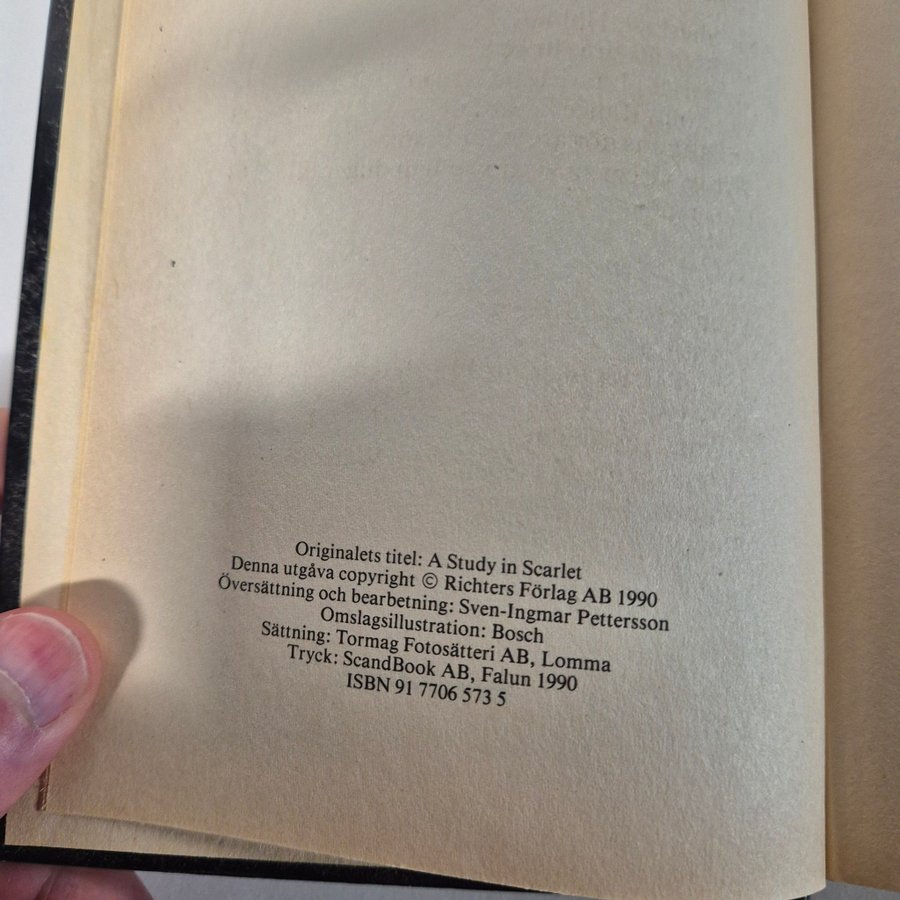 Originalets titel: A Study in Scarlet
Denna utgåva copyright © Richters Förlag AB 1990
Översättning och bearbetning: Sven-Ingmar Pettersson
Omslagsillustration: Bosch
Sättning: Tormag Fotosätteri AB, Lomma
Tryck: ScandBook AB, Falun 1990
ISBN 91 7706 573 5